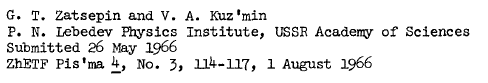 G. T. Zatsepin and V. A. Kuz'min
P. N. Lebedev Physics Institute, USSR Academy of Sciences
Submitted 26 May 1966
ZhETF Pis'ma 4, No. 3, 114-117, 1 August 1966